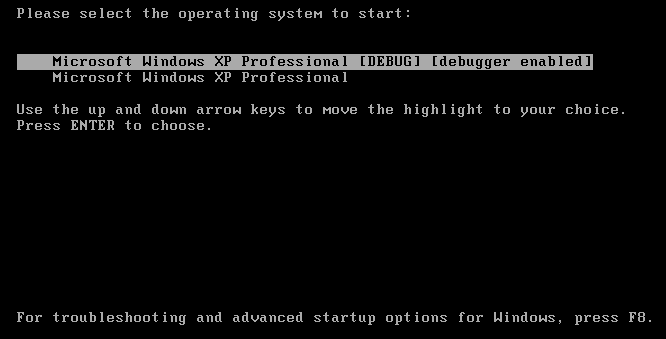 Please select the operating system to start:
Microsoft Windows XP Professional [DEBUG] [debugger enabled]
Microsoft Windows XP Professional
Use the up and down arrow keys to move the highlight to your choice.
Press ENTER to choose.
For troubleshooting and advanced startup options for Windows, press F8.